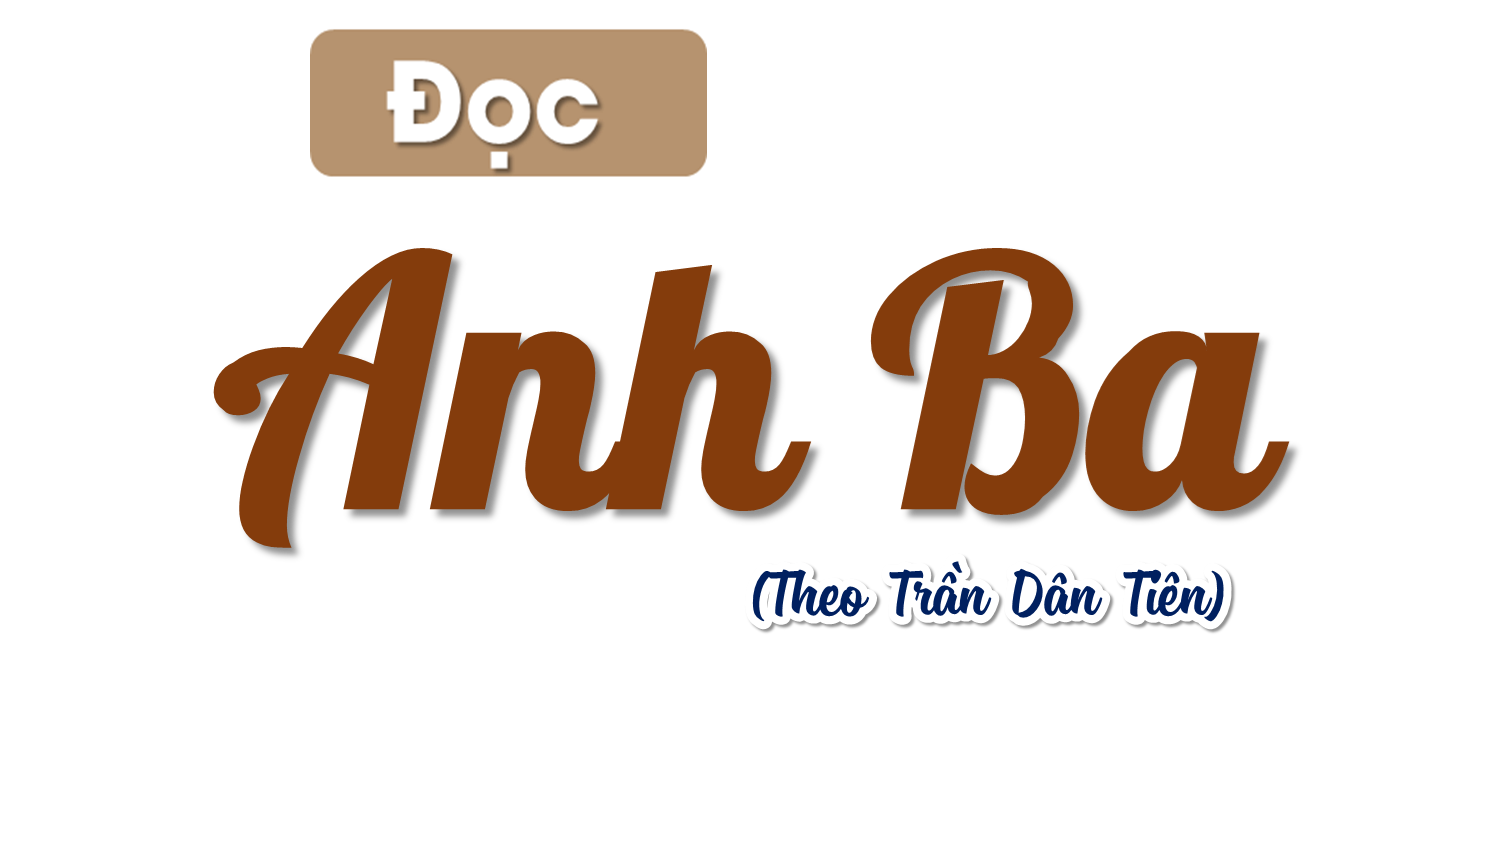 Đọc
Anh Ba
(Theo Trần Dân Tiên)